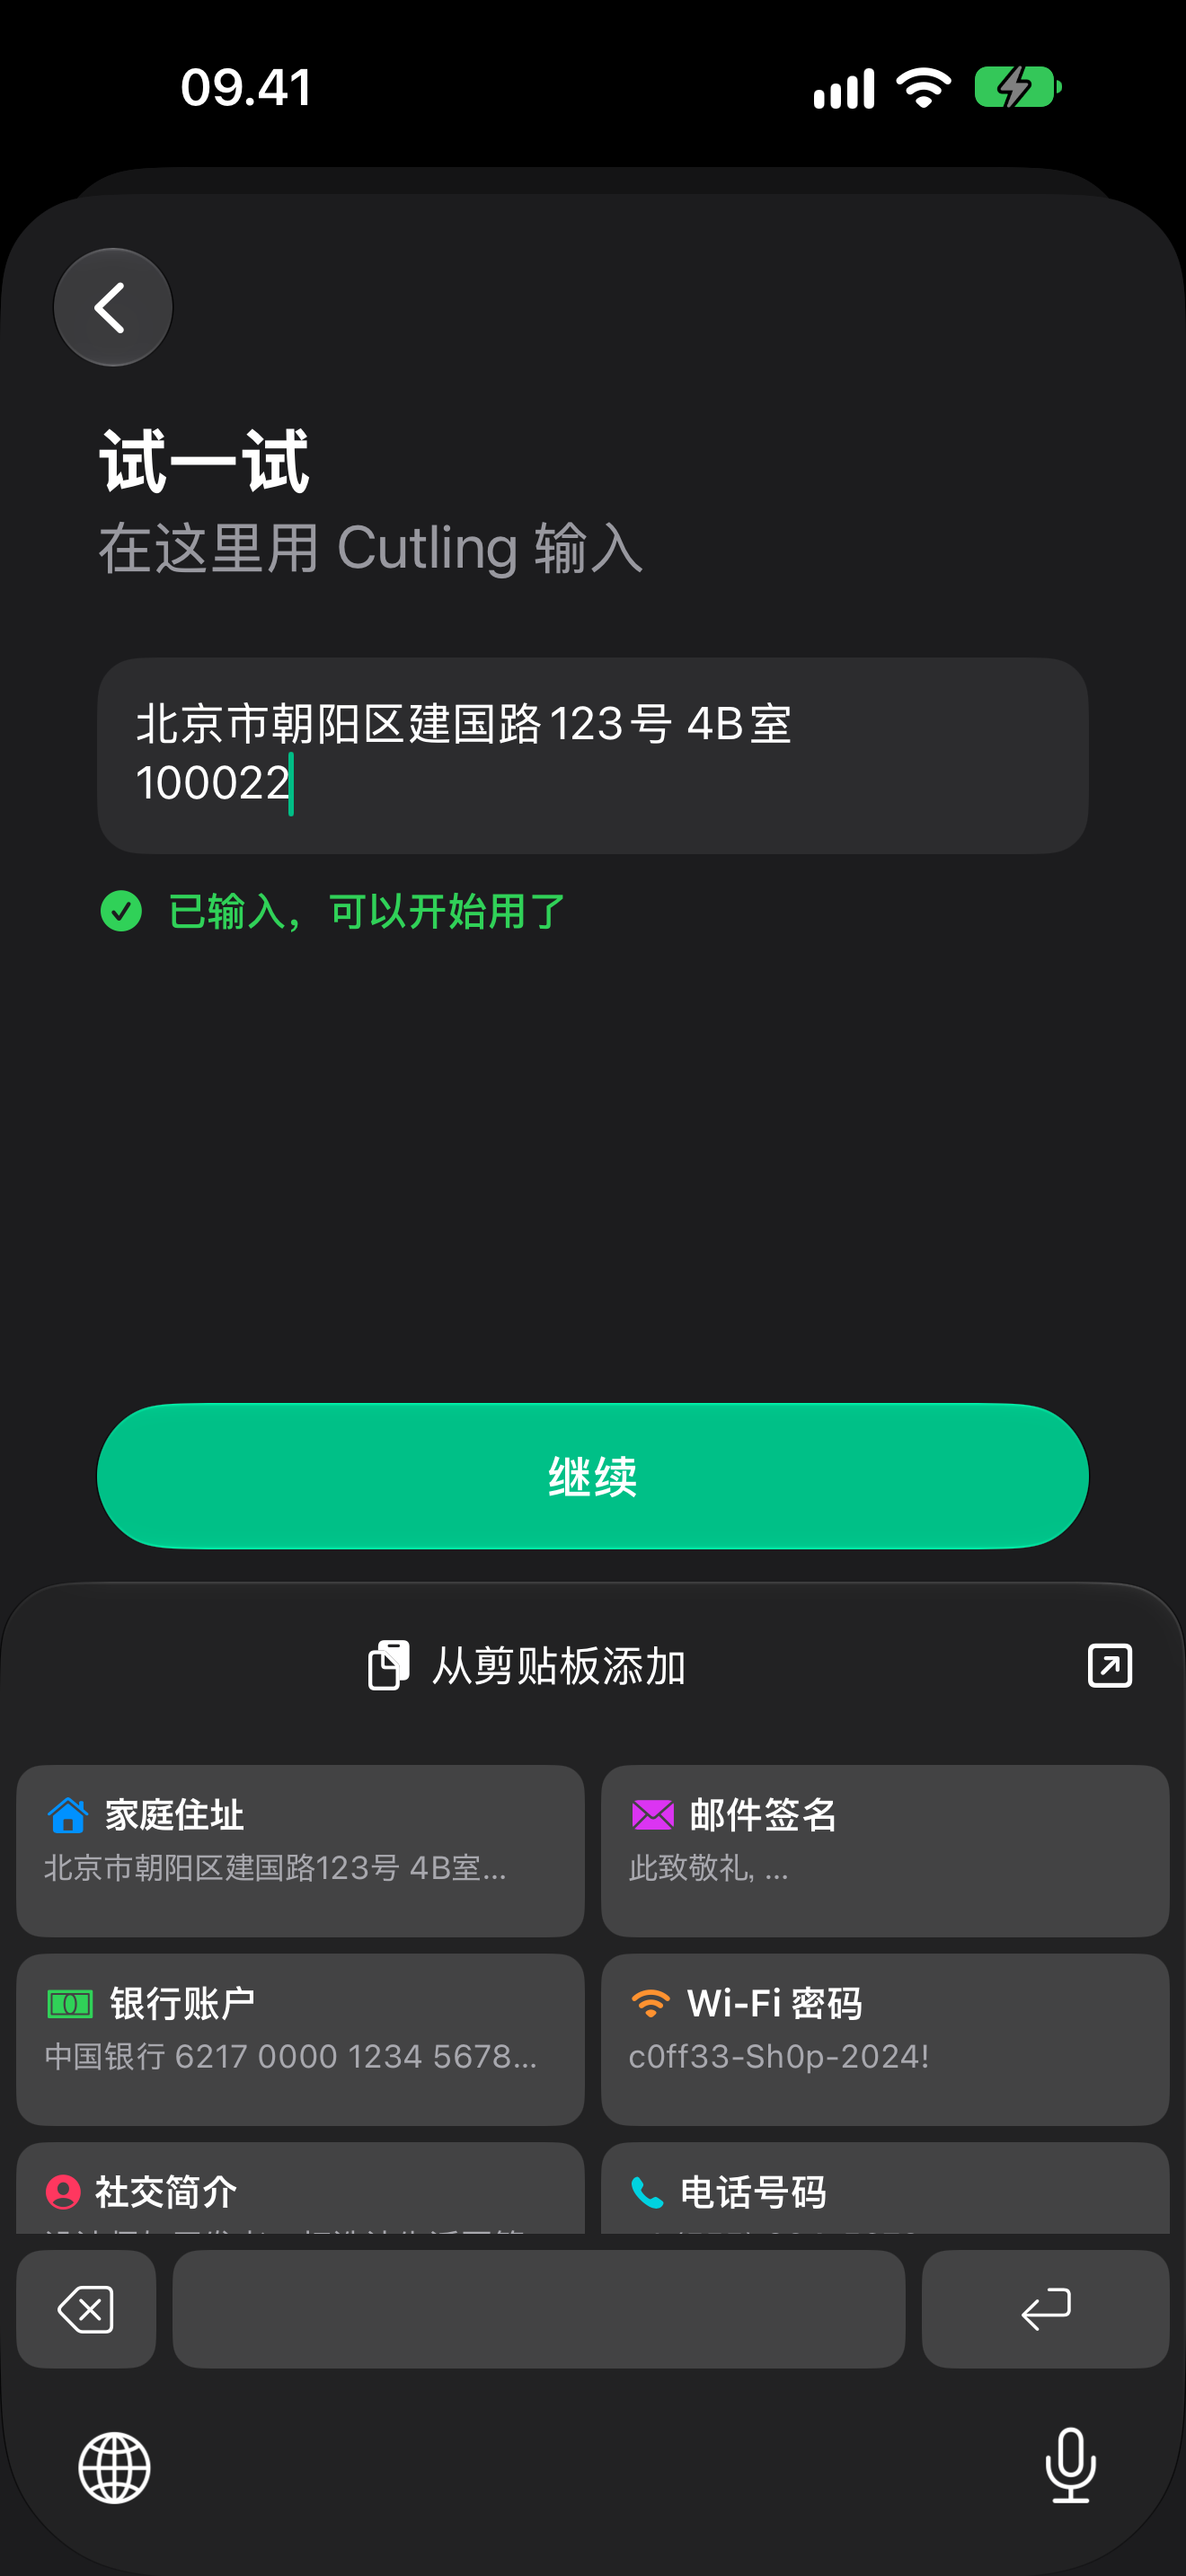 09.41
试一试
在这里用 Cutling 输入
北京市朝阳区建国路 123 号 4B 室
100022
已输入，可以开始用了
继续
从剪贴板添加
家庭住址
北京市朝阳区建国路123号 4B室...
邮件签名
此致敬礼, ...
银行账户
中国银行 6217 0000 1234 5678...
Wi-Fi 密码
c0ff33-Sh0p-2024!
社交简介
电话号码